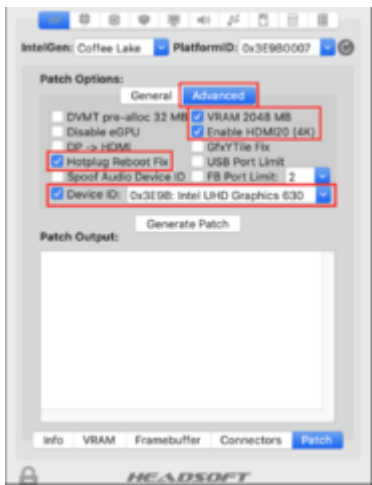 IntelGen: Coffee Lake PlatformID: 0x3E9B0007
Patch Options:
General Advanced
DVMT pre-alloc 32 MB VRAM 2048 MB
Disable eGPU Enable HDMI20 (4K)
DP -> HDMI GfxYTile Fix
Hotplug Reboot Fix USB Port Limit
Spoof Audio Device ID FB Port Limit: 2
Device ID: 0x3E9B: Intel UHD Graphics 630
Generate Patch
Patch Output:
Info VRAM Framebuffer Connectors Patch
HEADSOFT